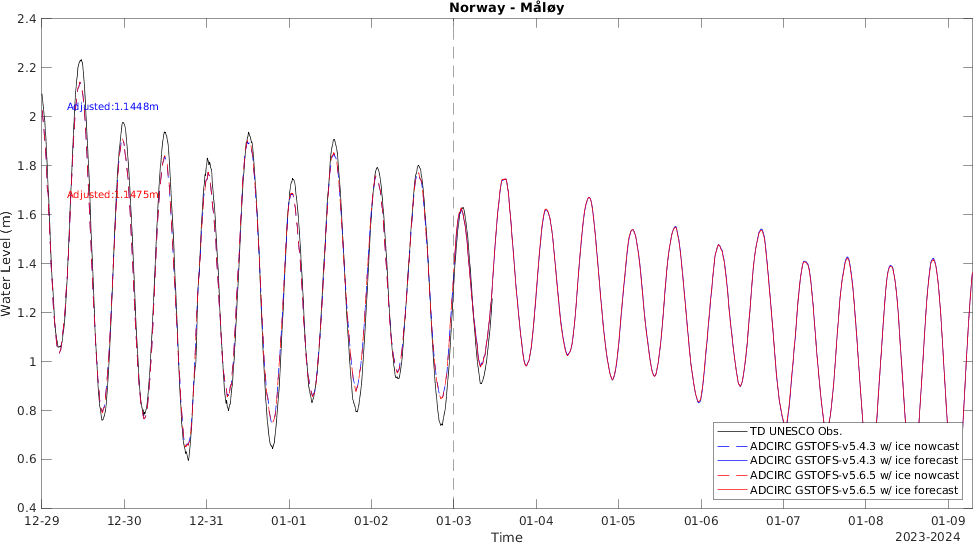 Norway - Måløy
2.4
2.2
2
1.8
1.6
1.4
1.2
1
0.8
0.6
0.4
Water Level (m)
Adjusted:1.1448m
Adjusted:1.1475m
TD UNESCO Obs.
ADCIRC GSTOFS-v5.4.3 w/ ice nowcast
ADCIRC GSTOFS-v5.4.3 w/ ice forecast
ADCIRC GSTOFS-v5.6.5 w/ ice nowcast
ADCIRC GSTOFS-v5.6.5 w/ ice forecast
12-29 12-30 12-31 01-01 01-02 01-03 01-04 01-05 01-06 01-07 01-08 01-09
Time
2023-2024